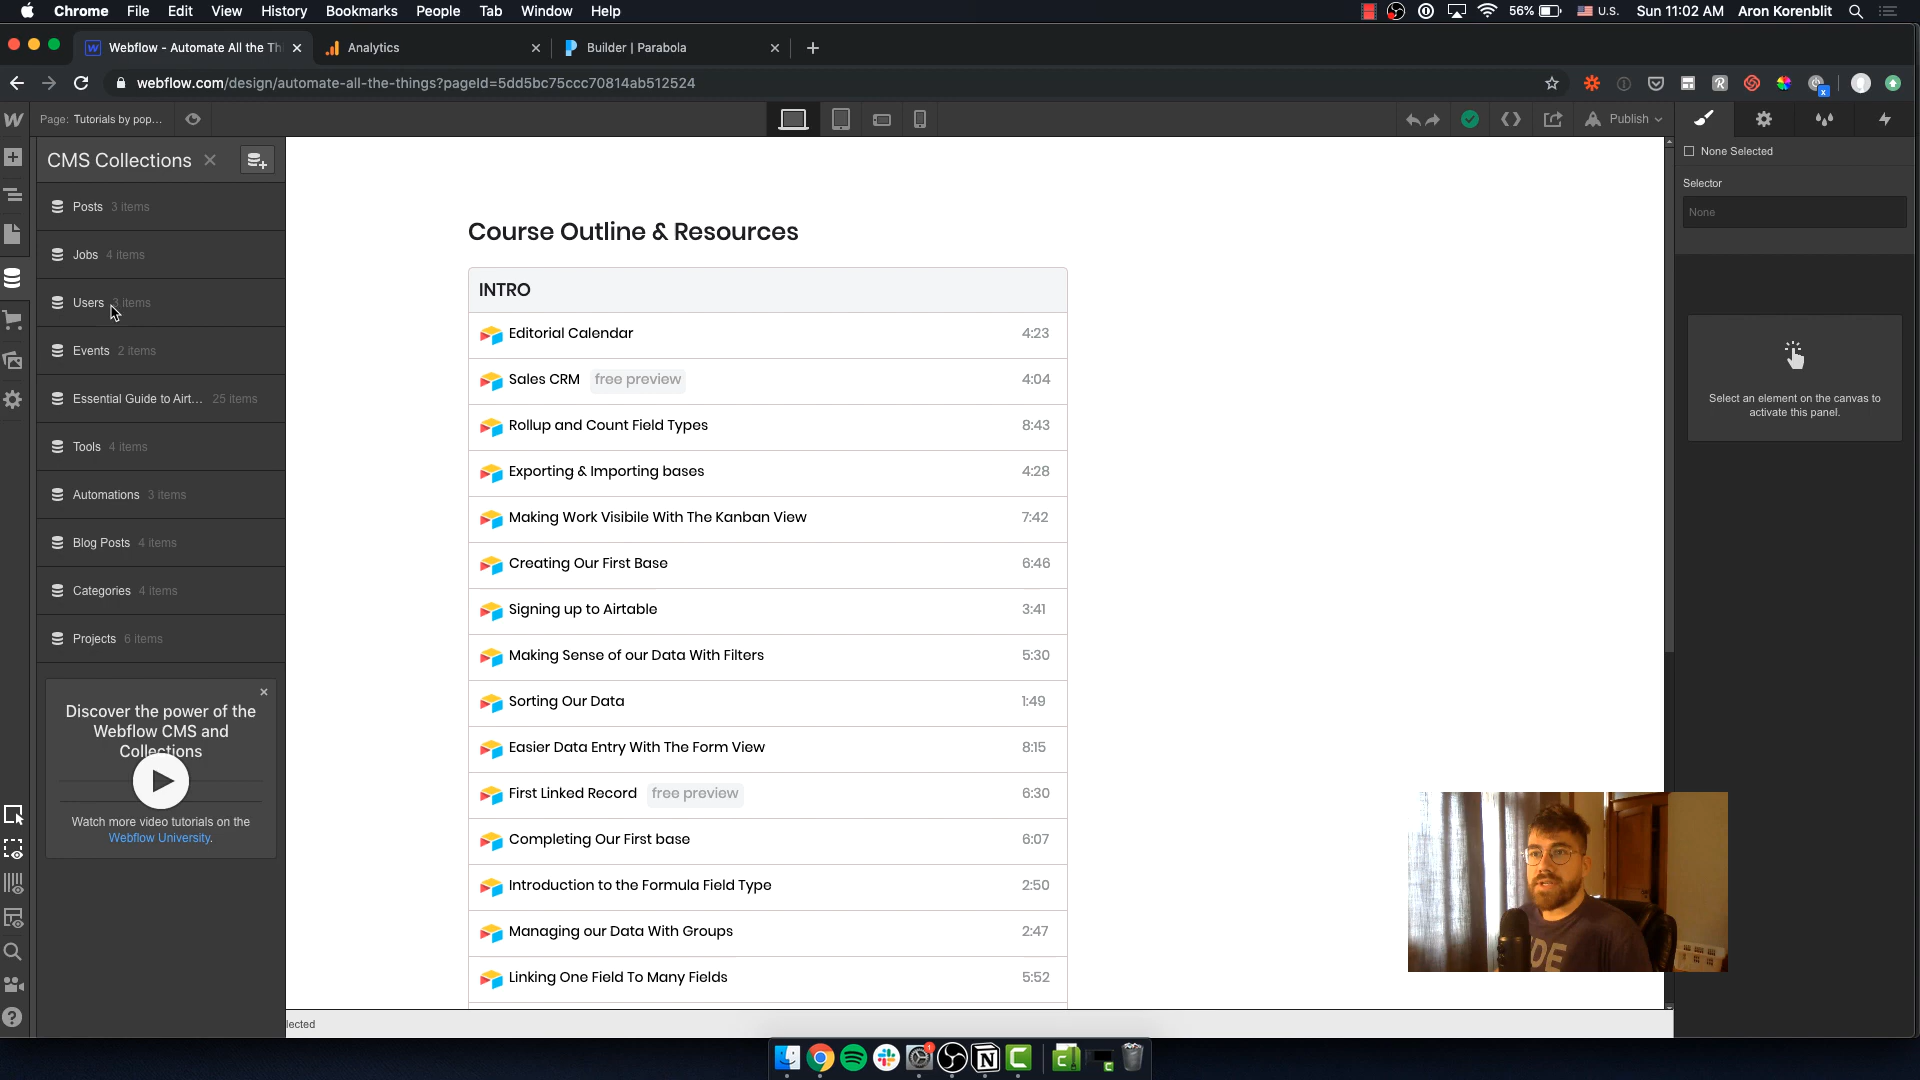 Chrome File Edit View History Bookmarks People Tab Window Help
56% U.S. Sun 11:02 AM Aron Korenblit
Webflow - Automate All the Th
Analytics
Builder | Parabola
webflow.com/design/automate-all-the-things?pageId=5dd5bc75ccc70814ab512524
Page: Tutorials by pop...
Publish
CMS Collections
Posts 3 items
Jobs 4 items
Users 3 items
Events 2 items
Essential Guide to Airt... 25 items
Tools 4 items
Automations 3 items
Blog Posts 4 items
Categories 4 items
Projects 6 items
Discover the power of the
Webflow CMS and
Collections
Watch more video tutorials on the
Webflow University.
Course Outline & Resources
INTRO
Editorial Calendar 4:23
Sales CRM free preview 4:04
Rollup and Count Field Types 8:43
Exporting & Importing bases 4:28
Making Work Visibile With The Kanban View 7:42
Creating Our First Base 6:46
Signing up to Airtable 3:41
Making Sense of our Data With Filters 5:30
Sorting Our Data 1:49
Easier Data Entry With The Form View 8:15
First Linked Record free preview 6:30
Completing Our First base 6:07
Introduction to the Formula Field Type 2:50
Managing our Data With Groups 2:47
Linking One Field To Many Fields 5:52
lected
None Selected
Selector
None
Select an element on the canvas to
activate this panel.